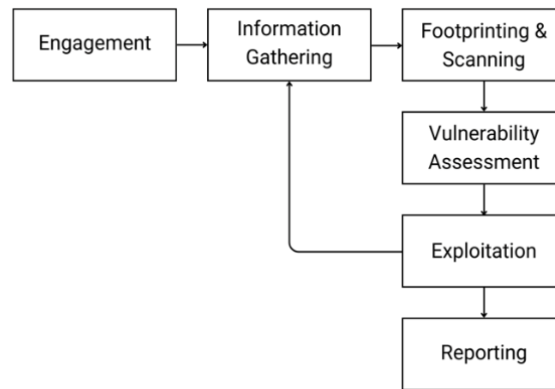 Engagement
Information
Gathering
Footprinting &
Scanning
Vulnerability
Assessment
Exploitation
Reporting